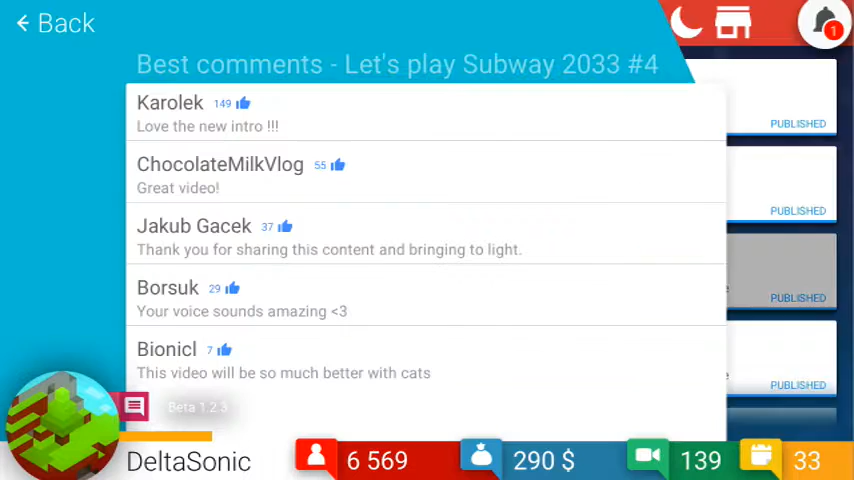 Back
1
Best comments - Let's play Subway 2033 #4
Karolek 149
Love the new intro !!!
PUBLISHED
ChocolateMilkVlog 55
Great video!
PUBLISHED
Jakub Gacek 37
Thank you for sharing this content and bringing to light.
Borsuk 29
Your voice sounds amazing <3
PUBLISHED
Bionicl 7
This video will be so much better with cats
PUBLISHED
Beta 1.2.3
DeltaSonic
6 569
290 $
139
33